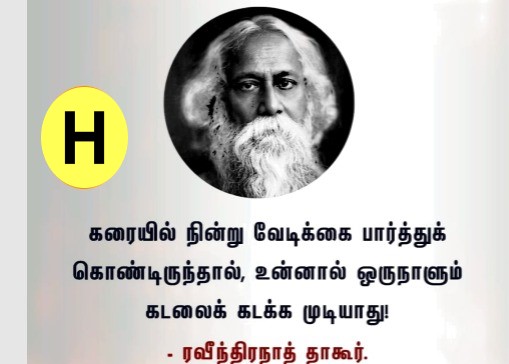 H
கரையில் நின்று வேடிக்கை பார்த்துக்
கொண்டிருந்தால், உன்னால் ஒருநாளும்
கடலைக் கடக்க முடியாது!
- ரவீந்திரநாத் தாகூர்.